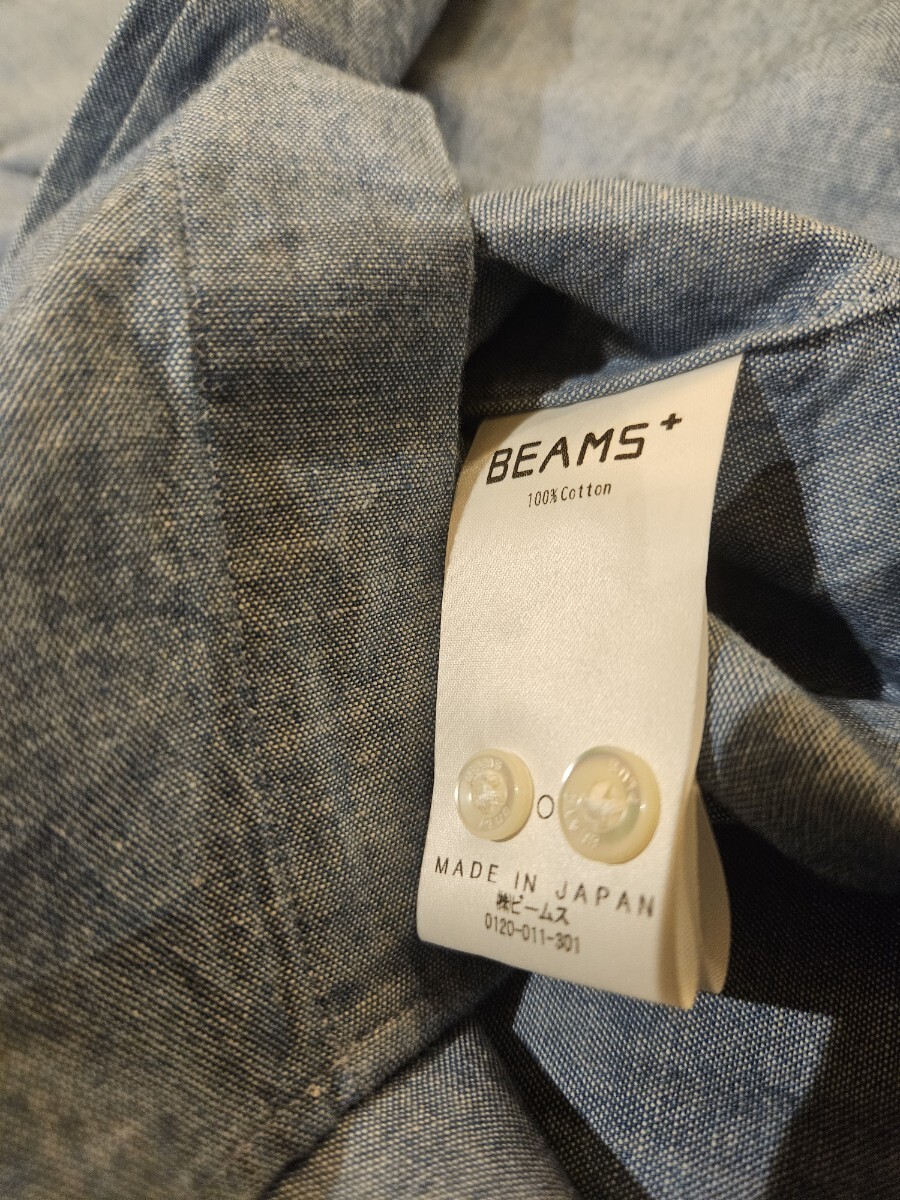 BEAMS+
100% Cotton
MADE IN JAPAN
㈱ビームス
0120-011-301